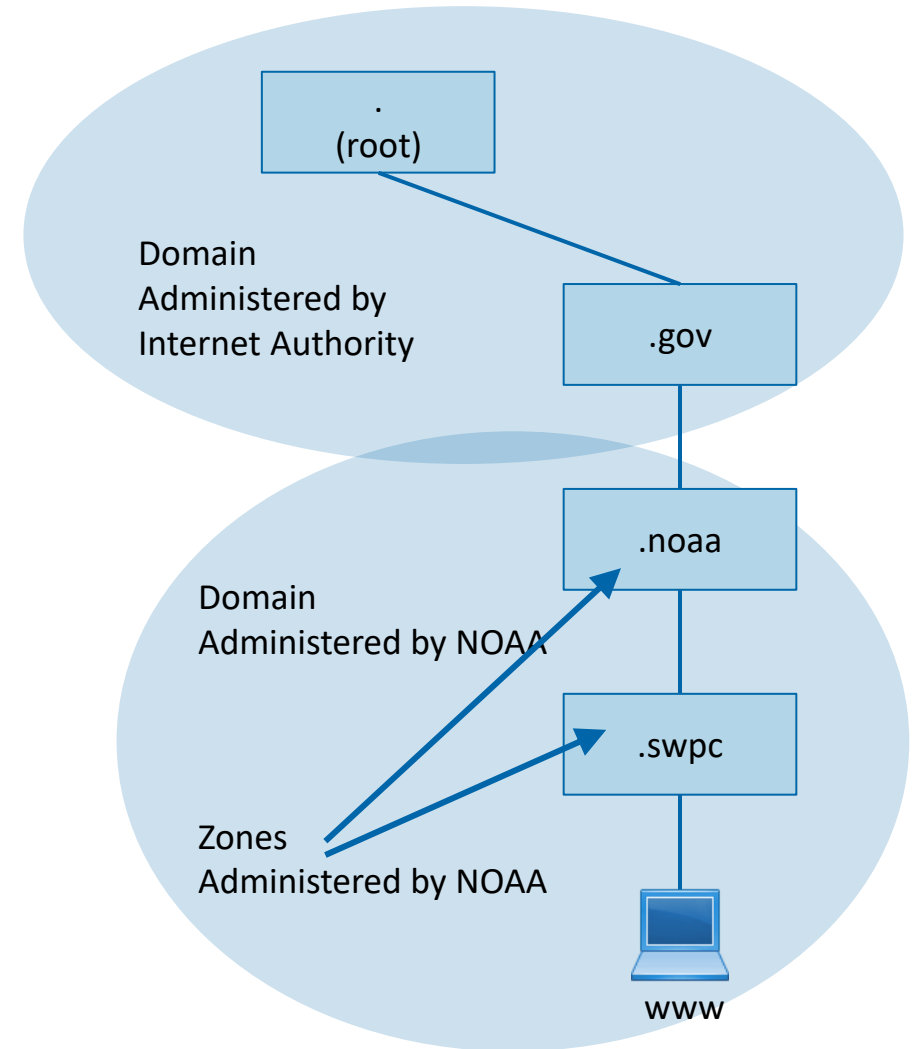 .
(root)
Domain
Administered by
Internet Authority
.gov
.noaa
Domain
Administered by NOAA
.swpc
Zones
Administered by NOAA
www